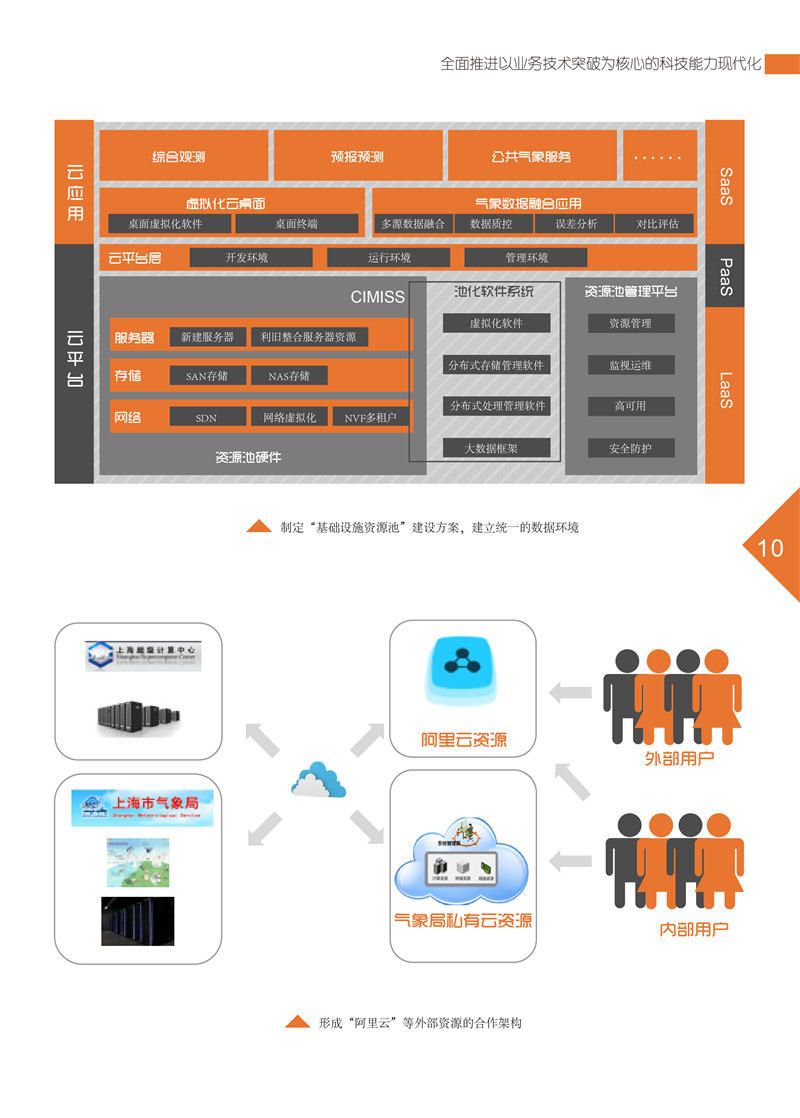 全面推进以业务技术突破为核心的科技能力现代化
云应用
综合观测
预报预测
公共气象服务
······
SaaS
虚拟化云桌面
桌面虚拟化软件
桌面终端
气象数据融合应用
多源数据融合
数据质控
误差分析
对比评估
云平台
云平台层
开发环境
运行环境
管理环境
PaaS
CIMISS
服务器
新建服务器
利旧整合服务器资源
存储
SAN存储
NAS存储
网络
SDN
网络虚拟化
NVF多租户
资源池硬件
池化软件系统
虚拟化软件
分布式存储管理软件
分布式处理管理软件
大数据框架
资源池管理平台
资源管理
监视运维
高可用
安全防护
LaaS
制定“基础设施资源池”建设方案，建立统一的数据环境
10
上海超级计算中心
Shanghai Supercomputer Center
上海市气象局
Shanghai Meteorological Service
阿里云资源
系统管理员
计算资源
存储资源
网络资源
气象局私有云资源
外部用户
内部用户
形成“阿里云”等外部资源的合作架构